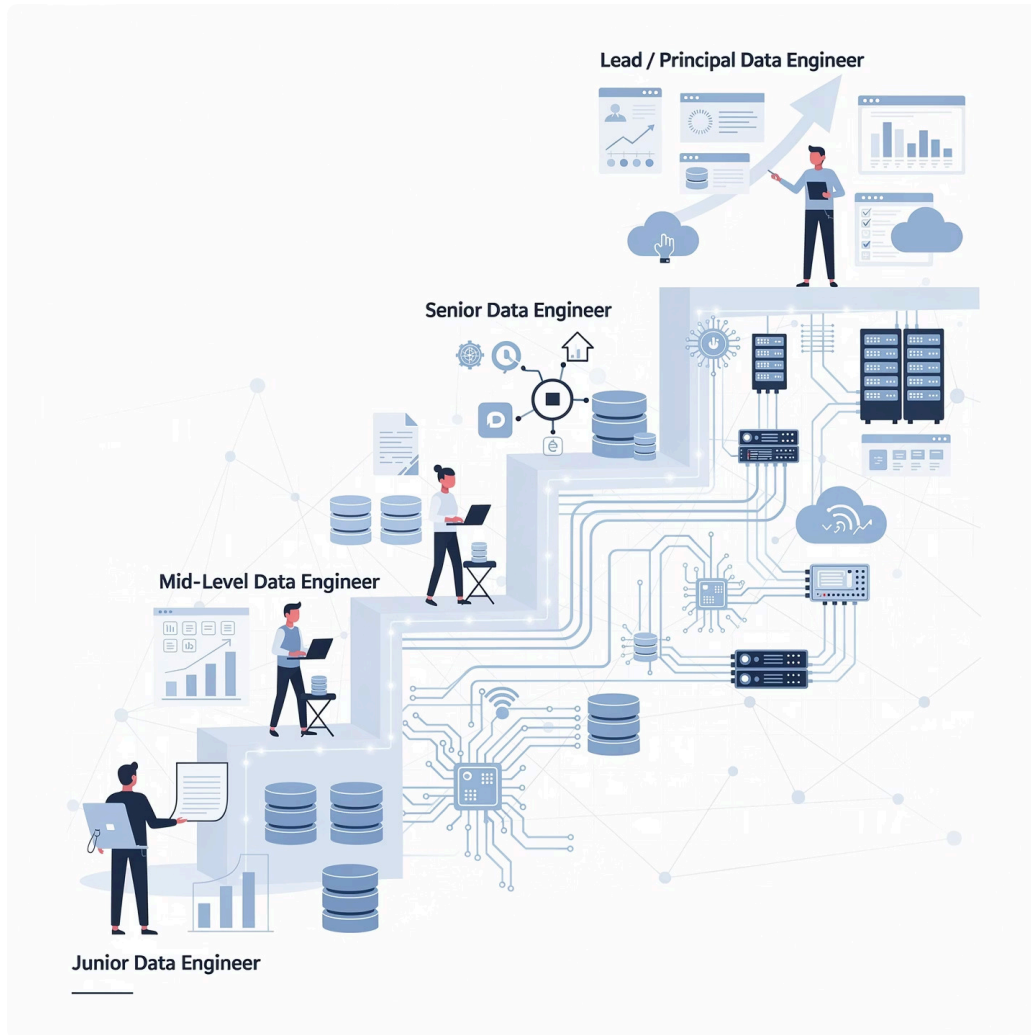 Lead / Principal Data Engineer
Senior Data Engineer
Mid-Level Data Engineer
Junior Data Engineer